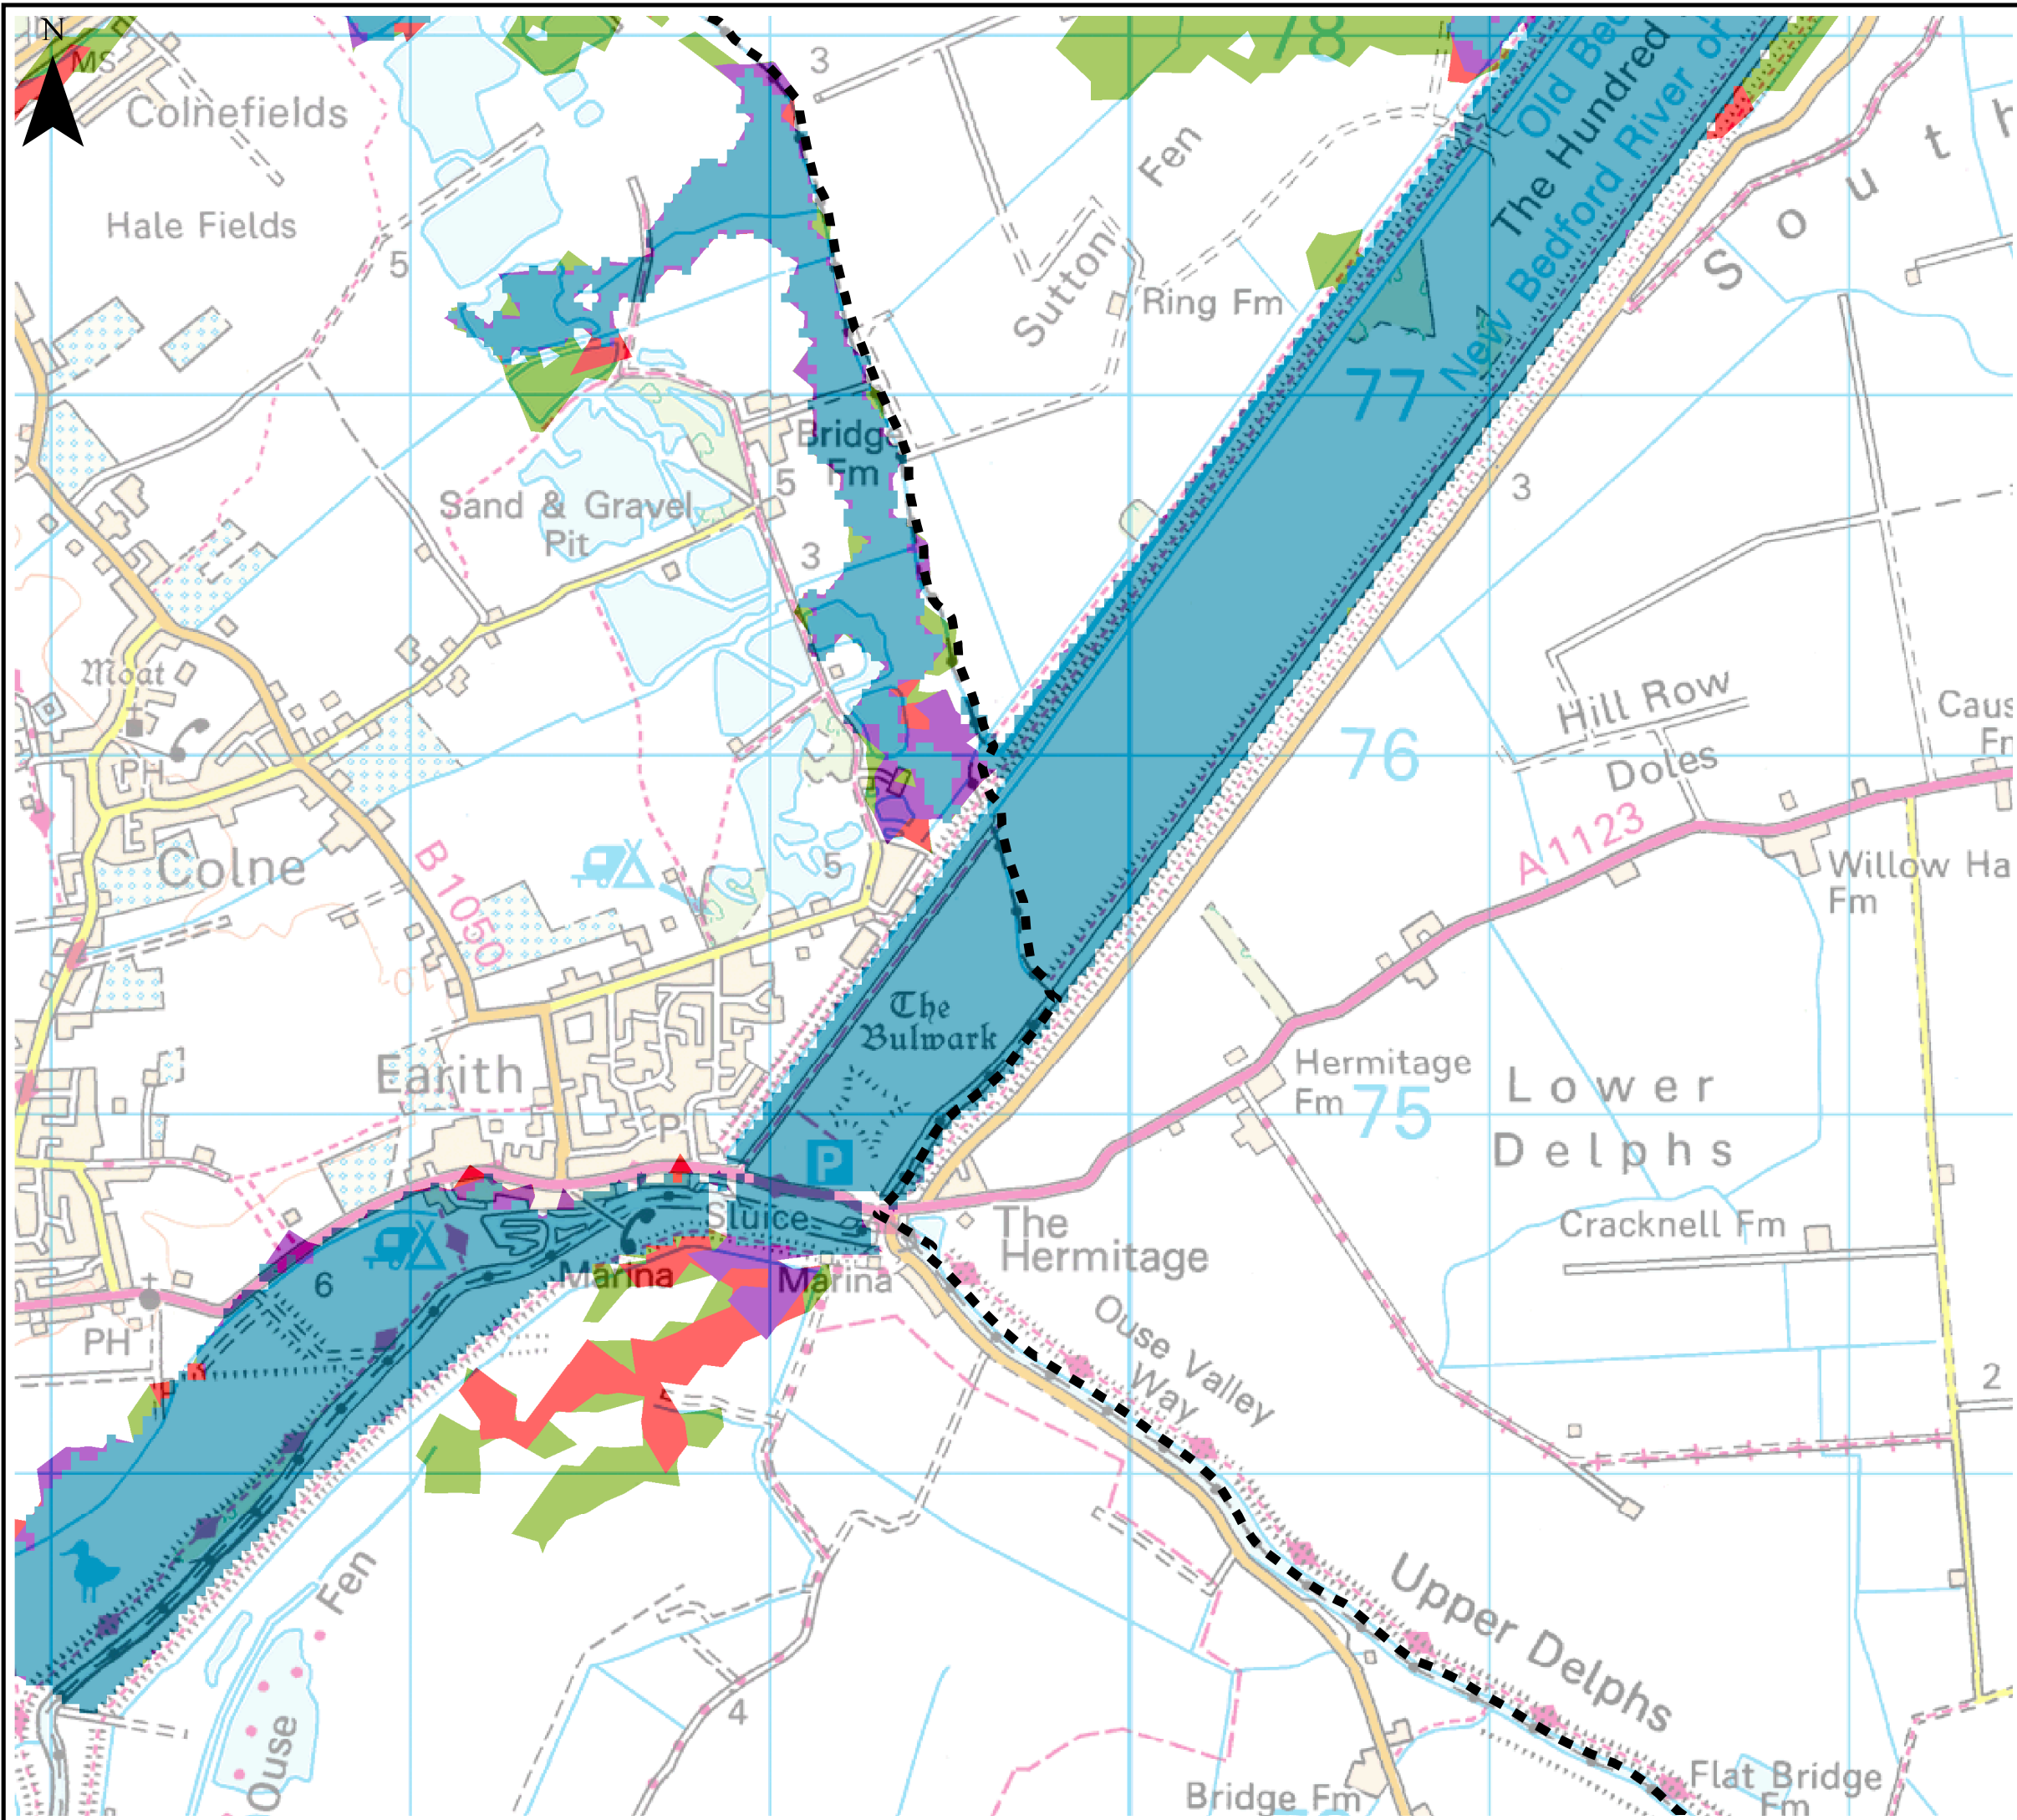 N
MS
Colnefields
3
78
Old Bed
The Hundred
New Bedford River or
Hale Fields
5
Fen
Sutton
Ring Fm
S o u t h
77
Bridge
Fm
5
3
Sand & Gravel
Pit
3
Moat
PH
Colne
B 1050
5
76
Hill Row
Doles
Caus
Fm
A 1123
Willow Ha
Fm
The
Bulwark
Earith
P
P
Hermitage
Fm
75
Lower
Delphs
Sluice
The
Hermitage
Cracknell Fm
6
Marina
Marina
PH
Ouse Valley
Way
2
Fen
Ouse
4
Upper Delphs
Bridge Fm
Flat Bridge
Fm